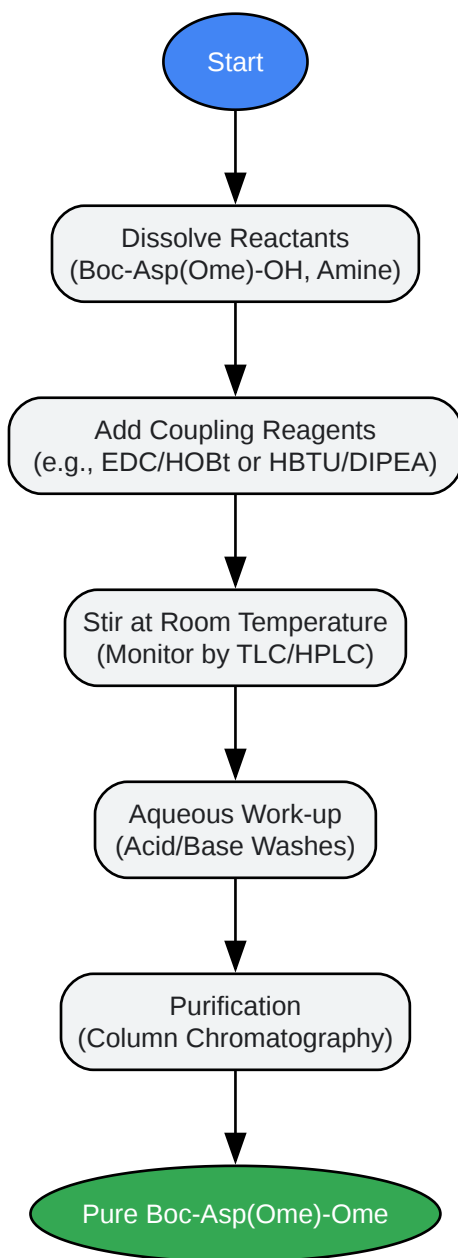 Start
Dissolve Reactants
(Boc-Asp(Ome)-OH, Amine)
Add Coupling Reagents
(e.g., EDC/HOBt or HBTU/DIPEA)
Stir at Room Temperature
(Monitor by TLC/HPLC)
Aqueous Work-up
(Acid/Base Washes)
Purification
(Column Chromatography)
Pure Boc-Asp(Ome)-Ome